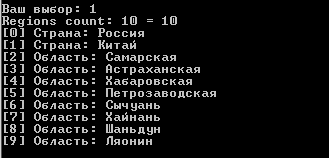 Ваш выбор: 1
Regions count: 10 = 10
[0] Страна: Россия
[1] Страна: Китай
[2] Область: Самарская
[3] Область: Астраханская
[4] Область: Хабаровская
[5] Область: Петрозаводская
[6] Область: Сычуань
[7] Область: Хайнань
[8] Область: Шаньдун
[9] Область: Ляонин